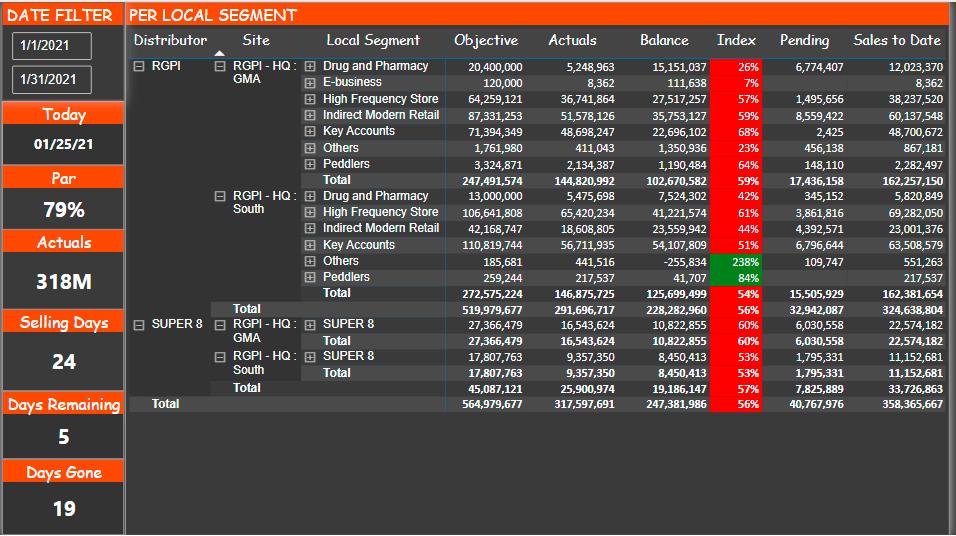 DATE FILTER
1/1/2021
1/31/2021
Today
01/25/21
Par
79%
Actuals
318M
Selling Days
24
Days Remaining
5
Days Gone
19
PER LOCAL SEGMENT
Distributor Site Local Segment Objective Actuals Balance Index Pending Sales to Date
RGPI RGPI - HQ : GMA Drug and Pharmacy 20,400,000 5,248,963 15,151,037 26% 6,774,407 12,023,370
E-business 120,000 8,362 111,638 7% 8,362
High Frequency Store 64,259,121 36,741,864 27,517,257 57% 1,495,656 38,237,520
Indirect Modern Retail 87,331,253 51,578,126 35,753,127 59% 8,559,422 60,137,548
Key Accounts 71,394,349 48,698,247 22,696,102 68% 2,425 48,700,672
Others 1,761,980 411,043 1,350,936 23% 456,138 867,181
Peddlers 3,324,871 2,134,387 1,190,484 64% 148,110 2,282,497
Total 247,491,574 144,820,992 102,670,582 59% 17,436,158 162,257,150
RGPI - HQ : South Drug and Pharmacy 13,000,000 5,475,698 7,524,302 42% 345,152 5,820,849
High Frequency Store 106,641,808 65,420,234 41,221,574 61% 3,861,816 69,282,050
Indirect Modern Retail 42,168,747 18,608,805 23,559,942 44% 4,392,571 23,001,376
Key Accounts 110,819,744 56,711,935 54,107,809 51% 6,796,644 63,508,579
Others 185,681 441,516 -255,834 238% 109,747 551,263
Peddlers 259,244 217,537 41,707 84% 217,537
Total 272,575,224 146,875,725 125,699,499 54% 15,505,929 162,381,654
Total 519,979,677 291,696,717 228,282,960 56% 32,942,087 324,638,804
SUPER 8 RGPI - HQ : GMA SUPER 8 27,366,479 16,543,624 10,822,855 60% 6,030,558 22,574,182
Total 27,366,479 16,543,624 10,822,855 60% 6,030,558 22,574,182
RGPI - HQ : South SUPER 8 17,807,763 9,357,350 8,450,413 53% 1,795,331 11,152,681
Total 17,807,763 9,357,350 8,450,413 53% 1,795,331 11,152,681
Total 45,087,121 25,900,974 19,186,147 57% 7,825,889 33,726,863
Total 564,979,677 317,597,691 247,381,986 56% 40,767,976 358,365,667